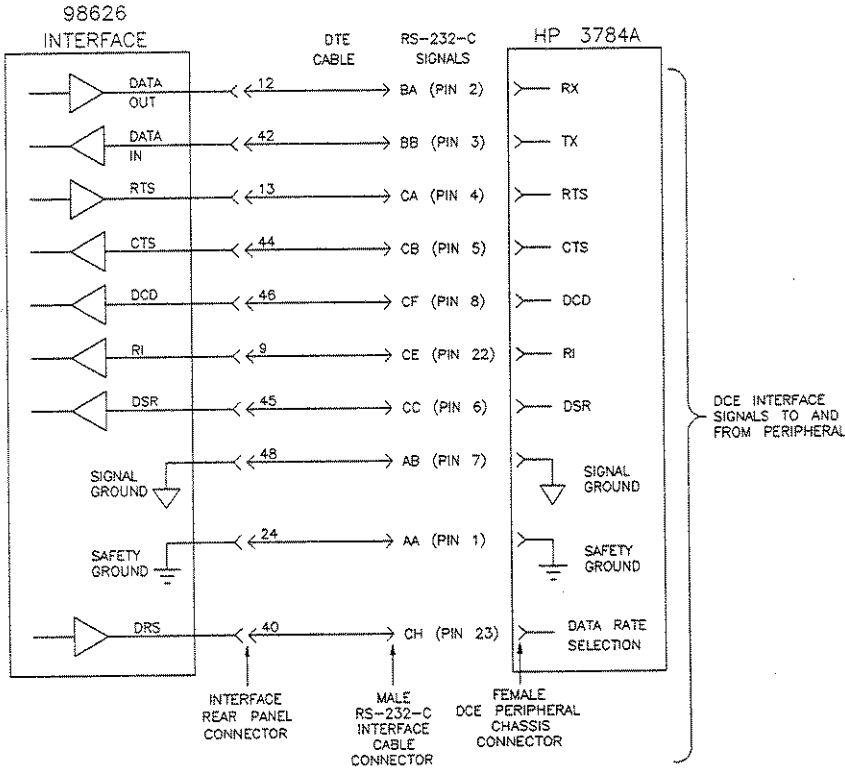 98626
INTERFACE
DTE
CABLE
RS-232-C
SIGNALS
HP 3784A
DATA
OUT
12
BA (PIN 2)
RX
DATA
IN
42
BB (PIN 3)
TX
RTS
13
CA (PIN 4)
RTS
CTS
44
CB (PIN 5)
CTS
DCD
46
CF (PIN 8)
DCD
RI
9
CE (PIN 22)
RI
DSR
45
CC (PIN 6)
DSR
DCE INTERFACE
SIGNALS TO AND
FROM PERIPHERAL
SIGNAL
GROUND
48
AB (PIN 7)
SIGNAL
GROUND
SAFETY
GROUND
24
AA (PIN 1)
SAFETY
GROUND
DRS
40
CH (PIN 23)
DATA RATE
SELECTION
INTERFACE
REAR PANEL
CONNECTOR
MALE
RS-232-C
INTERFACE
CABLE
CONNECTOR
FEMALE
DCE PERIPHERAL
CHASSIS
CONNECTOR